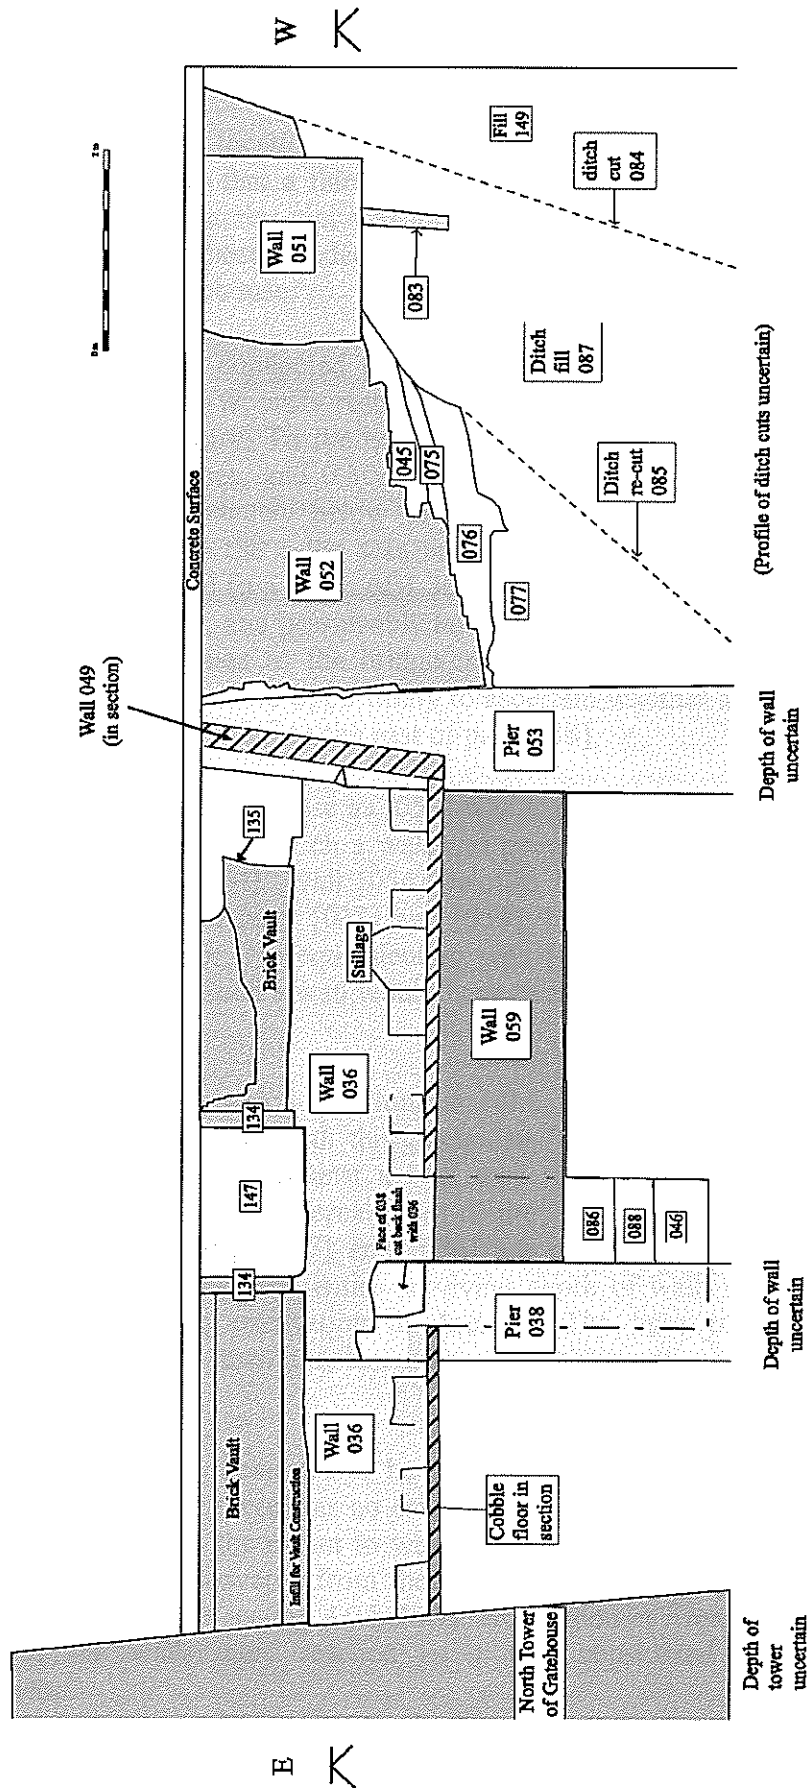 E
W
0 m
2 m
Concrete Surface
Wall 049
(in section)
North Tower
of Gatehouse
Depth of
tower
uncertain
Brick Vault
Infill for Vault Construction
Wall
036
Cobble
floor in
section
134
147
134
Pier
038
Depth of wall
uncertain
Face of 038
cut back flush
with 036
086
088
046
Wall
036
Brick Vault
135
Stillage
Wall
059
Pier
053
Depth of wall
uncertain
Wall
052
045
075
076
077
Ditch
re-cut
085
Ditch
fill
087
(Profile of ditch cuts uncertain)
Wall
051
083
Fill
149
ditch
cut
084